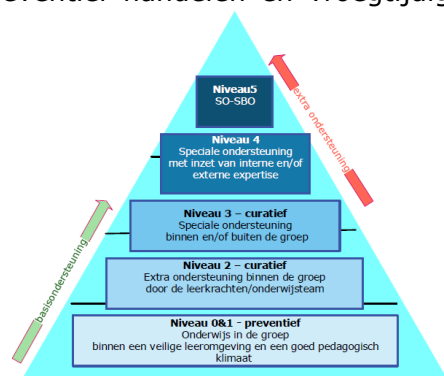 eventief handelen en vroegtijdig
Niveau5
SO-SBO
extra ondersteuning
Niveau 4
Speciale ondersteuning
met inzet van interne en/of
externe expertise
Niveau 3 – curatief
Speciale ondersteuning
binnen en/of buiten de groep
basisondersteuning
Niveau 2 – curatief
Extra ondersteuning binnen de groep
door de leerkrachten/onderwijsteam
Niveau 0&1 - preventief
Onderwijs in de groep
binnen een veilige leeromgeving en een goed pedagogisch
klimaat